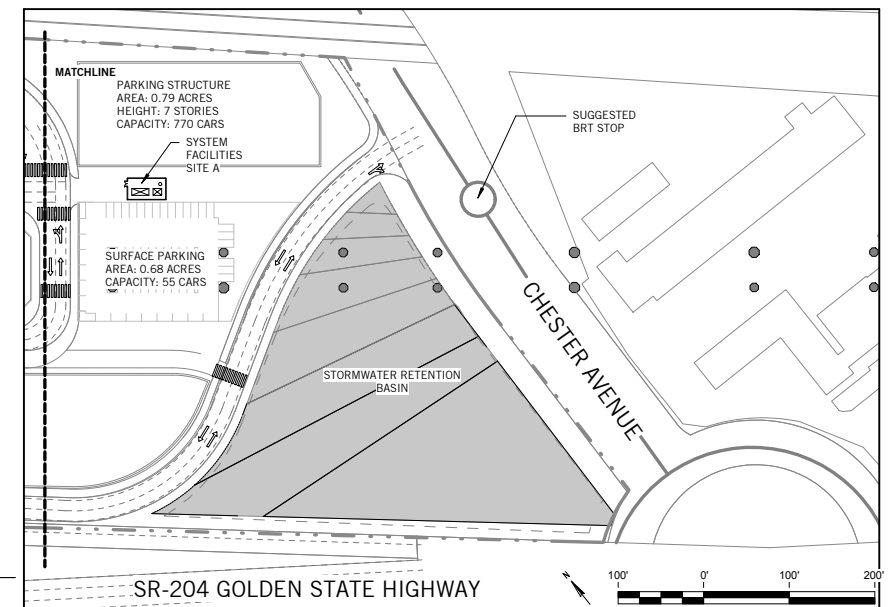 MATCHLINE
PARKING STRUCTURE
AREA: 0.79 ACRES
HEIGHT: 7 STORIES
CAPACITY: 770 CARS
SYSTEM
FACILITIES
SITE A
SUGGESTED
BRT STOP
SURFACE PARKING
AREA: 0.68 ACRES
CAPACITY: 55 CARS
CHESTER AVENUE
STORMWATER RETENTION
BASIN
SR-204 GOLDEN STATE HIGHWAY
N
100' 0' 100' 200'